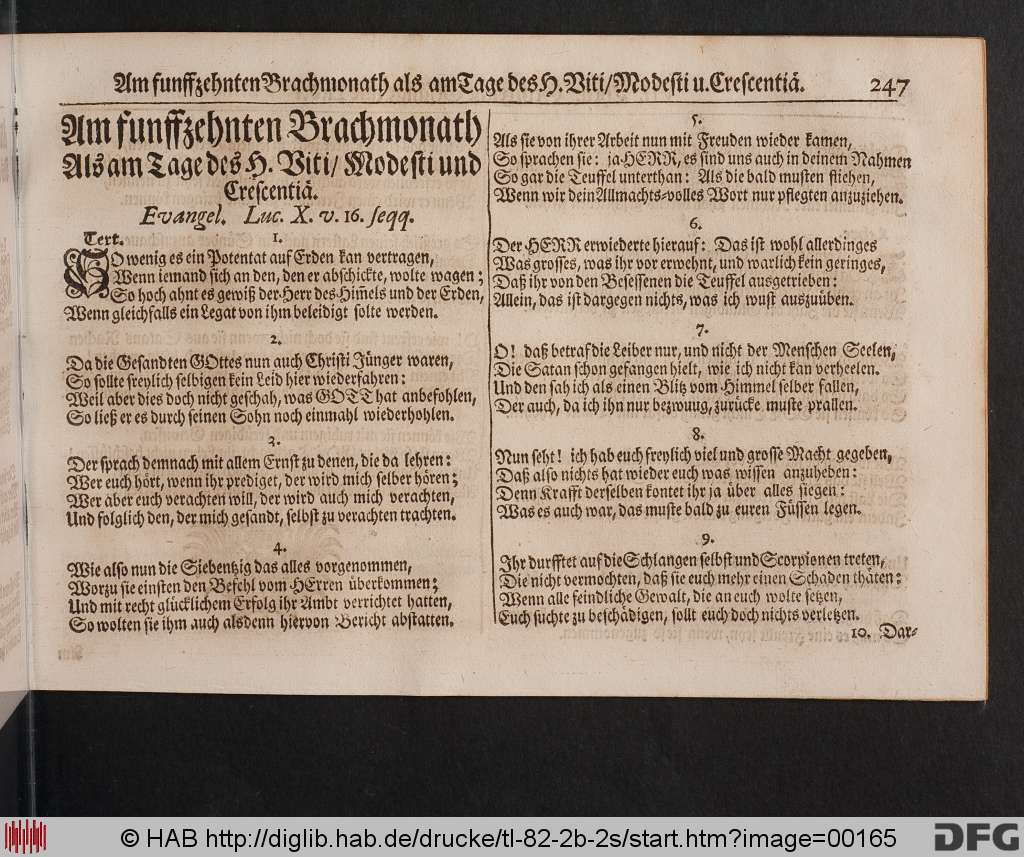 Am funffzehnten Brachmonath als am Tage des H. Viti/ Modesti u. Crescentiä. 247
Am funffzehnten Brachmonath
Als am Tage des H. Viti/ Modesti und
Crescentiä.
Evangel. Luc. X. v. 16. seqq.
Text. 1.
SO wenig es ein Potentat auf Erden kan vertragen,
Wenn iemand sich an den, den er abschickte, wolte wagen;
So hoch ahnt es gewiß der Herr des Him̃els und der Erden,
Wenn gleichfalls ein Legat von ihm beleidigt solte werden.
2.
Da die Gesandten GOttes nun auch Christi Jünger waren,
So sollte freylich selbigen kein Leid hier wiederfahren:
Weil aber dies doch nicht geschah, was GOTT hat anbefohlen,
So ließ er es durch seinen Sohn noch einmahl wiederhohlen.
3.
Der sprach demnach mit allem Ernst zu denen, die da lehren:
Wer euch hört, wenn ihr prediget, der wird mich selber hören;
Wer aber euch verachten will, der wird auch mich verachten,
Und folglich den, der mich gesandt, selbst zu verachten trachten.
4.
Wie also nun die Siebentzig das alles vorgenommen,
Worzu sie einsten den Befehl vom HErren überkommen;
Und mit recht glücklichem Erfolg ihr Ambt verrichtet hatten,
So wolten sie ihm auch alsdenn hiervon Bericht abstatten.
5.
Als sie von ihrer Arbeit nun mit Freuden wieder kamen,
So sprachen sie: ja HERR, es sind uns auch in deinem Nahmen
So gar die Teuffel unterthan: Als die bald musten fliehen,
Wenn wir dein Allmachts-volles Wort nur pflegten anzuziehen.
6.
Der HERR erwiederte hierauf: Das ist wohl allerdinges
Was grosses, was ihr vor erwehnt, und warlich kein geringes,
Daß ihr von den Besessenen die Teuffel ausgetrieben:
Allein, das ist dargegen nichts, was ich wust auszuüben.
7.
O! daß betraf die Leiber nur, und nicht der Menschen Seelen,
Die Satan schon gefangen hielt, wie ich nicht kan verheelen.
Und den sah ich als einen Blitz vom Himmel selber fallen,
Der auch, da ich ihn nur bezwuug, zurücke muste prallen.
8.
Nun seht! ich hab euch freylich viel und grosse Macht gegeben,
Daß also nichts hat wieder euch was wissen anzuheben:
Denn Krafft derselben kontet ihr ja über alles siegen:
Was es auch war, das muste bald zu euren Füssen legen.
9.
Ihr durfftet auf die Schlangen selbst und Scorpionen treten,
Die nicht vermochten, daß sie euch mehr einen Schaden thäten:
Wenn alle feindliche Gewalt, die an euch wolte setzen,
Euch suchte zu beschädigen, sollt euch doch nichts verletzen.
10. Dar-
© HAB http://diglib.hab.de/drucke/tl-82-2b-2s/start.htm?image=00165
DFG